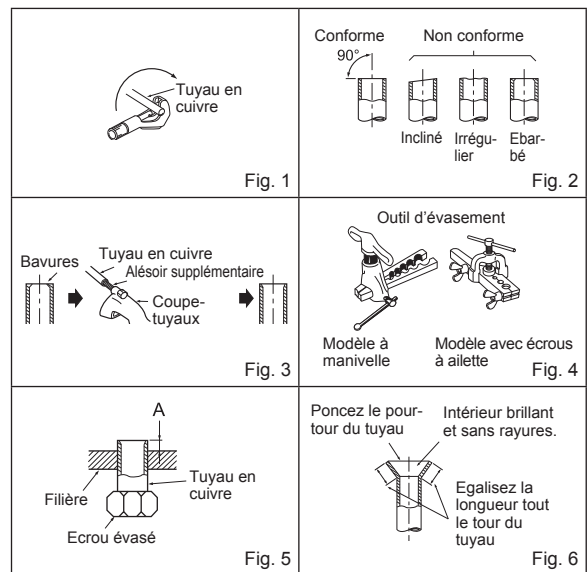 Tuyau en
cuivre
Fig. 1
Conforme
Non conforme
90°
Incliné
Irrégu-
lier
Ebar-
bé
Fig. 2
Bavures
Tuyau en cuivre
Alésoir supplémentaire
Coupe-
tuyaux
Fig. 3
Outil d'évasement
Modèle à
manivelle
Modèle avec écrous
à ailette
Fig. 4
A
Tuyau en
cuivre
Filière
Ecrou évasé
Fig. 5
Poncez le pour-
tour du tuyau
Intérieur brillant
et sans rayures.
Egalisez la
longueur tout
le tour du
tuyau
Fig. 6